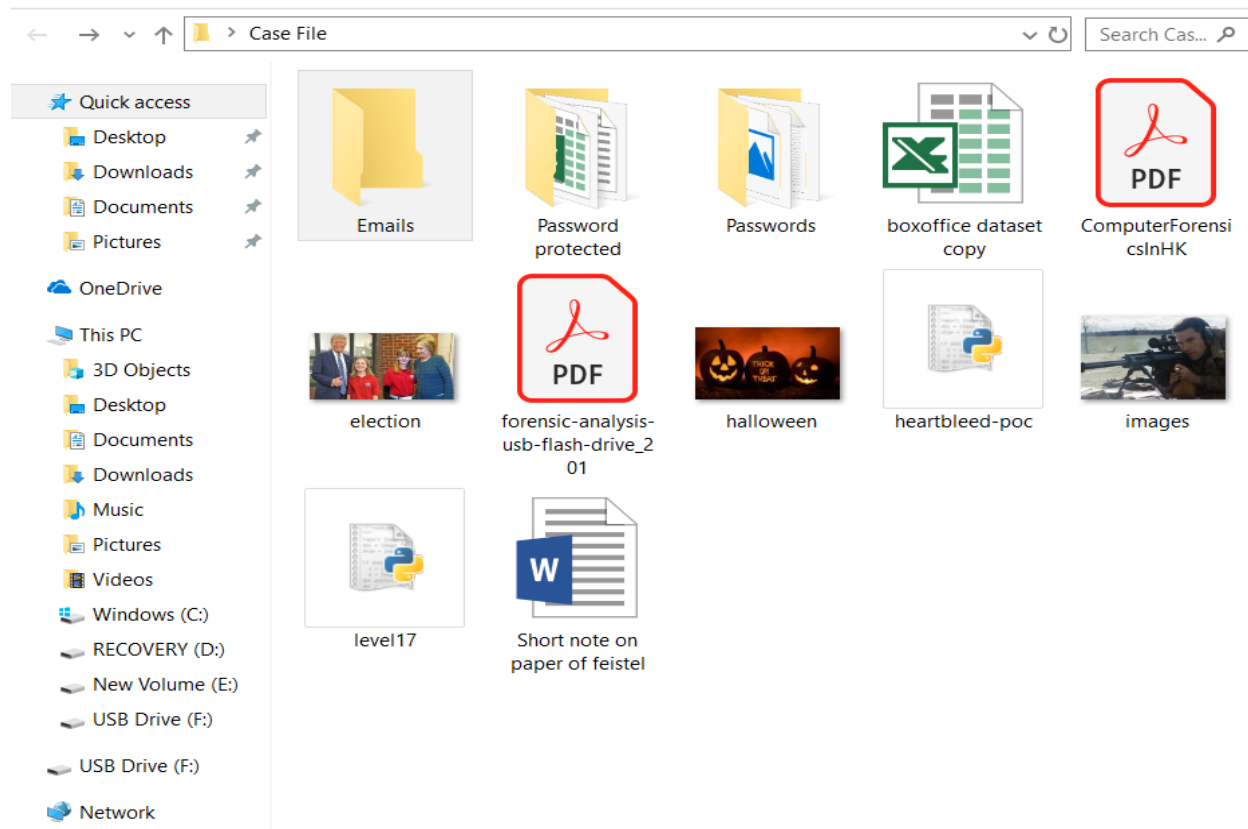 Case File
Search Cas...
Quick access
Desktop
Downloads
Documents
Pictures
OneDrive
This PC
3D Objects
Desktop
Documents
Downloads
Music
Pictures
Videos
Windows (C:)
RECOVERY (D:)
New Volume (E:)
USB Drive (F:)
USB Drive (F:)
Network
Emails
Password
protected
Passwords
boxoffice dataset
copy
PDF
ComputerForensi
csInHK
election
PDF
forensic-analysis-
usb-flash-drive_2
01
TRICK
OR
TREAT
halloween
heartbleed-poc
images
level17
W
Short note on
paper of feistel